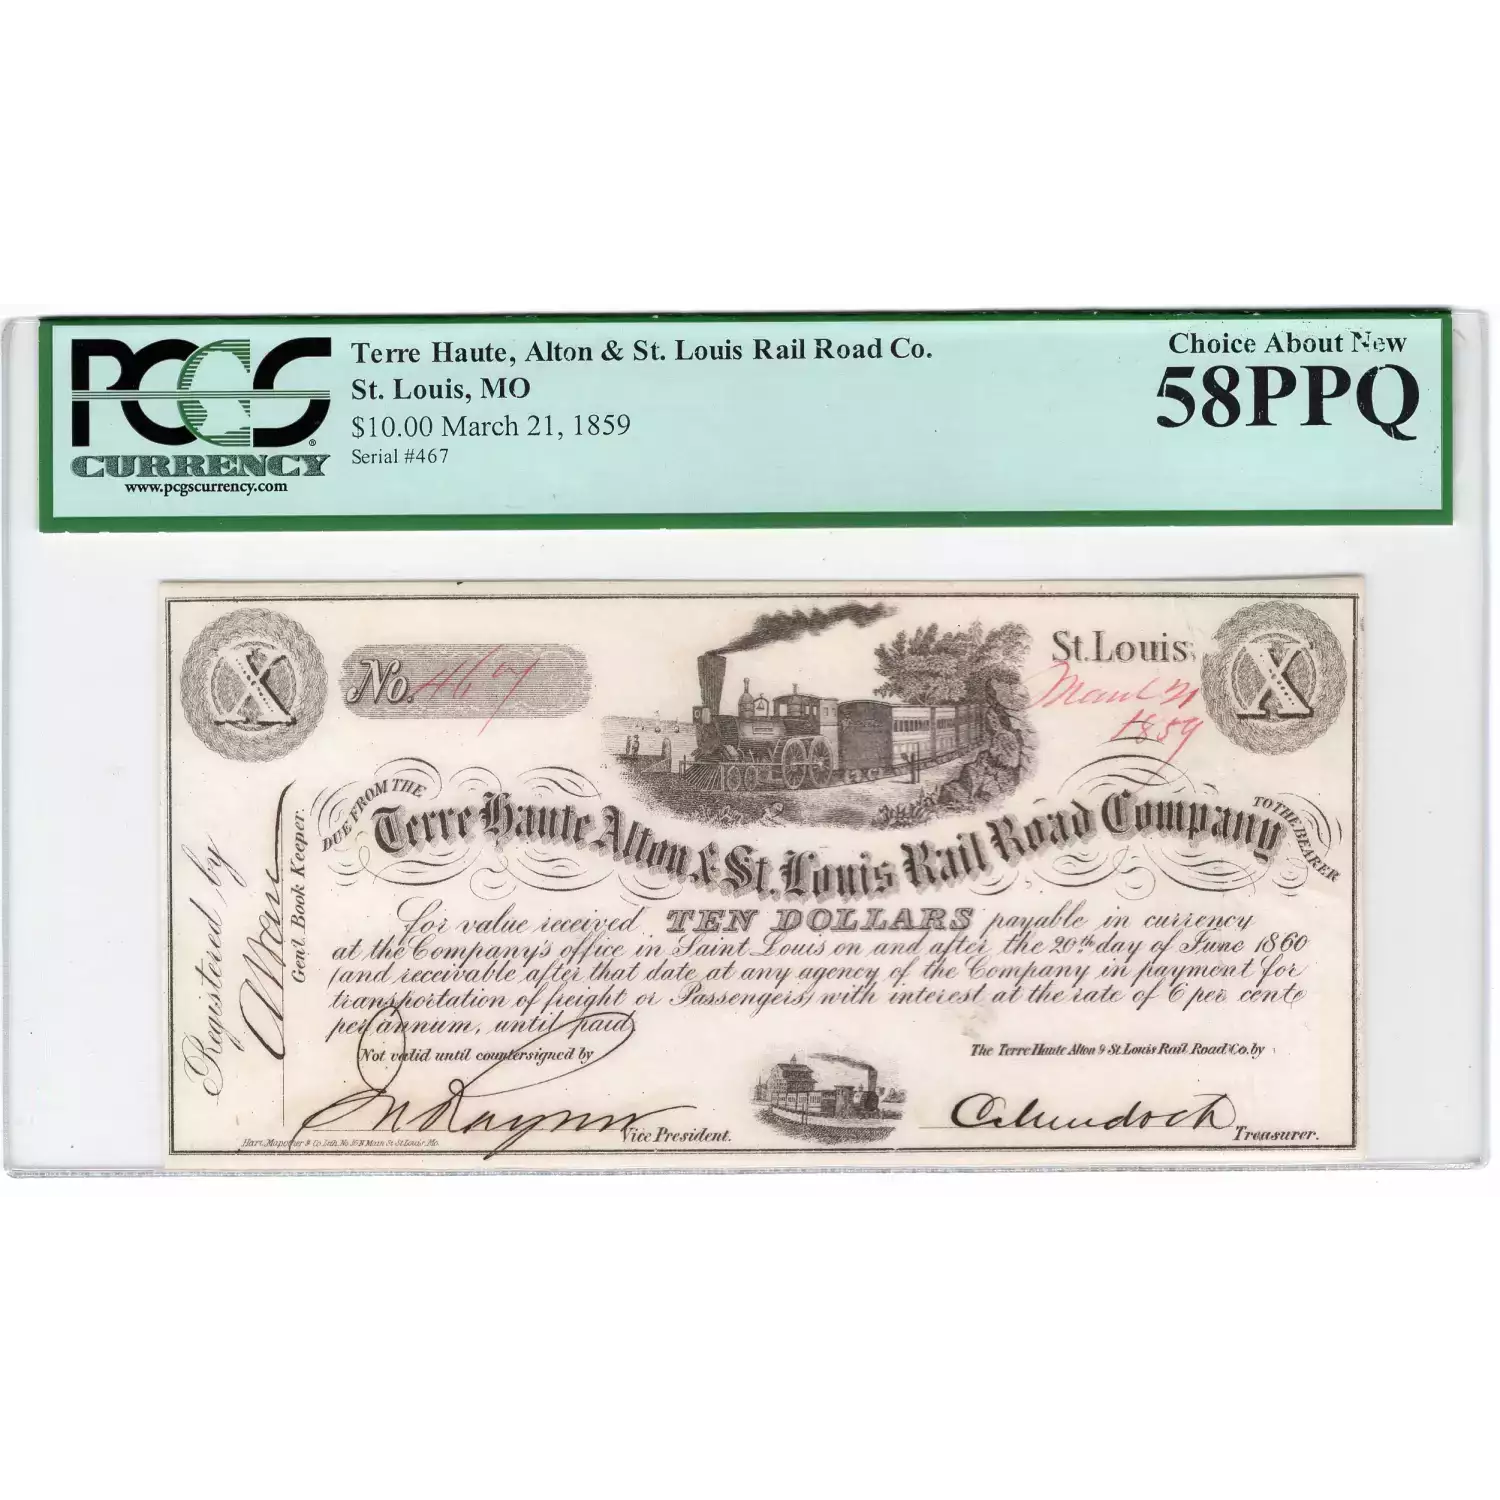 PCGS
CURRENCY
www.pcgscurrency.com
Terre Haute, Alton & St. Louis Rail Road Co.
St. Louis, MO
$10.00 March 21, 1859
Serial #467
Choice About New
58PPQ
X
No. 467
St. Louis,
March 21
1859
X
DUE FROM THE
Terre Haute Alton & St. Louis Rail Road Company
TO THE BEARER
for value received TEN DOLLARS payable in currency
at the Company's office in Saint Louis on and after the 20th day of June 1860
(and receivable after that date at any agency of the Company in payment for
transportation of freight or Passengers) with interest at the rate of 6 per cent
per annum, until paid
Registered by
Genl. Book Keeper.
Not valid until countersigned by
The Terre Haute Alton & St. Louis Rail Road Co. by
Vice President.
C. Murdoch
Treasurer.